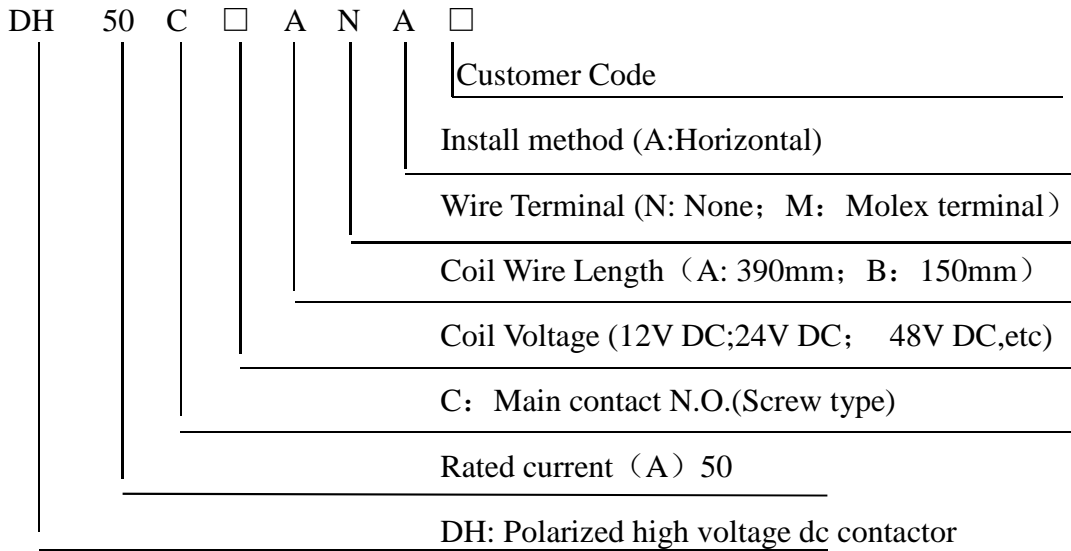 DH 50 C □ A N A □
Customer Code
Install method (A:Horizontal)
Wire Terminal (N: None；M：Molex terminal）
Coil Wire Length（A: 390mm；B：150mm）
Coil Voltage (12V DC;24V DC； 48V DC,etc)
C：Main contact N.O.(Screw type)
Rated current（A）50
DH: Polarized high voltage dc contactor